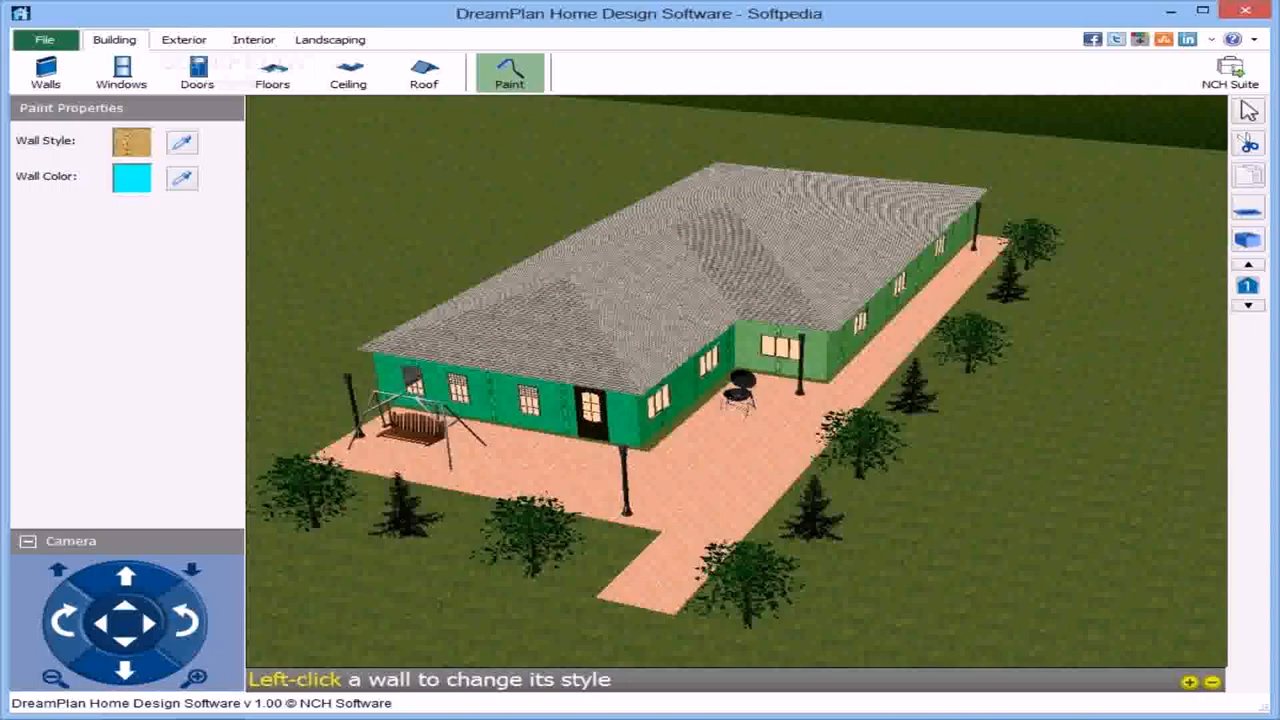 DreamPlan Home Design Software - Softpedia
File Building Exterior Interior Landscaping
Walls Windows Doors Floors Ceiling Roof Paint NCH Suite
Paint Properties
Wall Style:
Wall Color:
1
Camera
Left-click a wall to change its style
DreamPlan Home Design Software v 1.00 © NCH Software